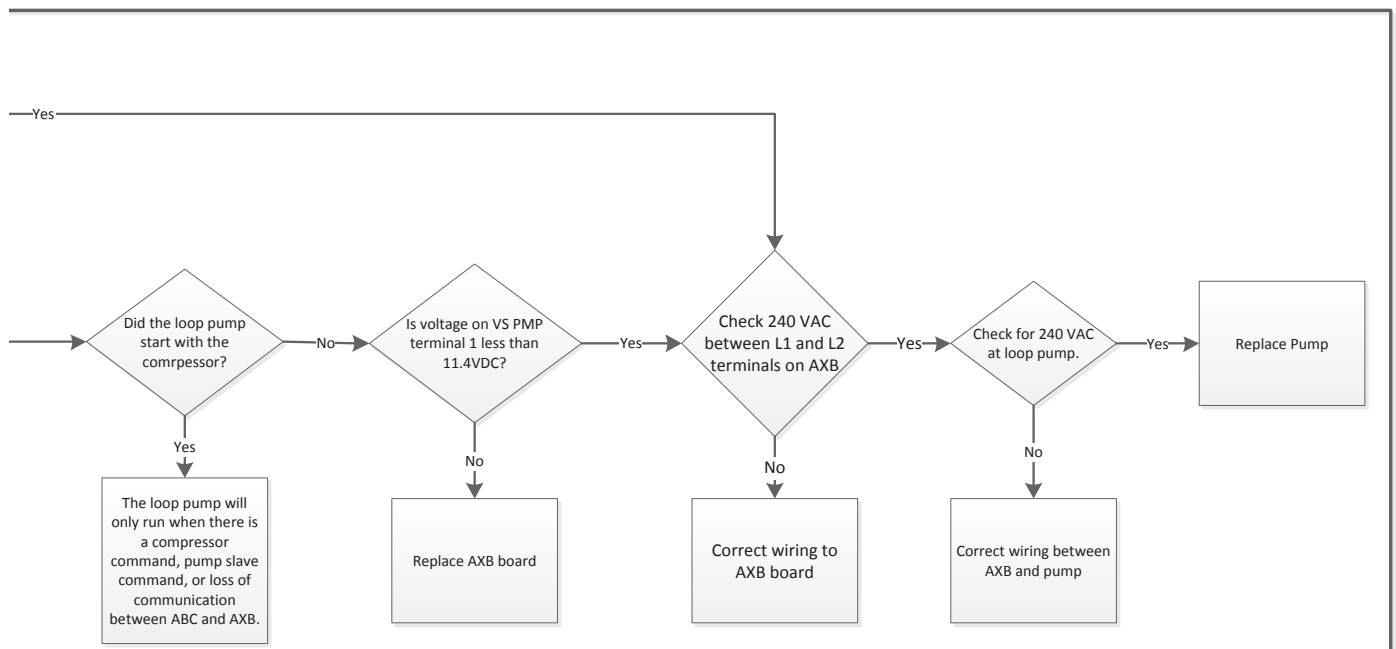 Yes
Did the loop pump
start with the
comrpessor?
No
Is voltage on VS PMP
terminal 1 less than
11.4VDC?
Yes
Check 240 VAC
between L1 and L2
terminals on AXB
Yes
Check for 240 VAC
at loop pump.
Yes
Replace Pump
Yes
No
No
No
The loop pump will
only run when there is
a compressor
command, pump slave
command, or loss of
communication
between ABC and AXB.
Replace AXB board
Correct wiring to
AXB board
Correct wiring between
AXB and pump